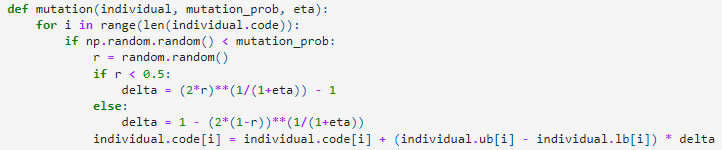 def mutation(individual, mutation_prob, eta):
    for i in range(len(individual.code)):
        if np.random.random() < mutation_prob:
            r = random.random()
            if r < 0.5:
                delta = (2*r)**(1/(1+eta)) - 1
            else:
                delta = 1 - (2*(1-r))**(1/(1+eta))
            individual.code[i] = individual.code[i] + (individual.ub[i] - individual.lb[i]) * delta